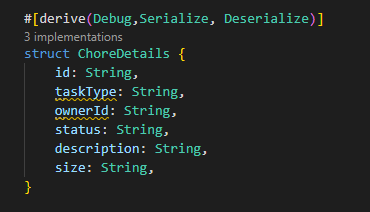 #[derive(Debug,Serialize, Deserialize)]
3 implementations
struct ChoreDetails {
    id: String,
    taskType: String,
    ownerId: String,
    status: String,
    description: String,
    size: String,
}